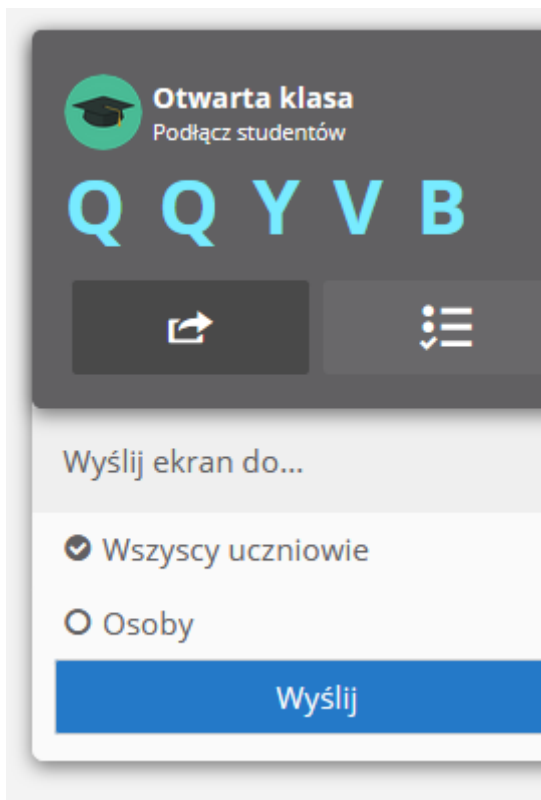 Otwarta klasa
Podłącz studentów
Q Q Y V B
Wyślij ekran do...
Wszyscy uczniowie
Osoby
Wyślij